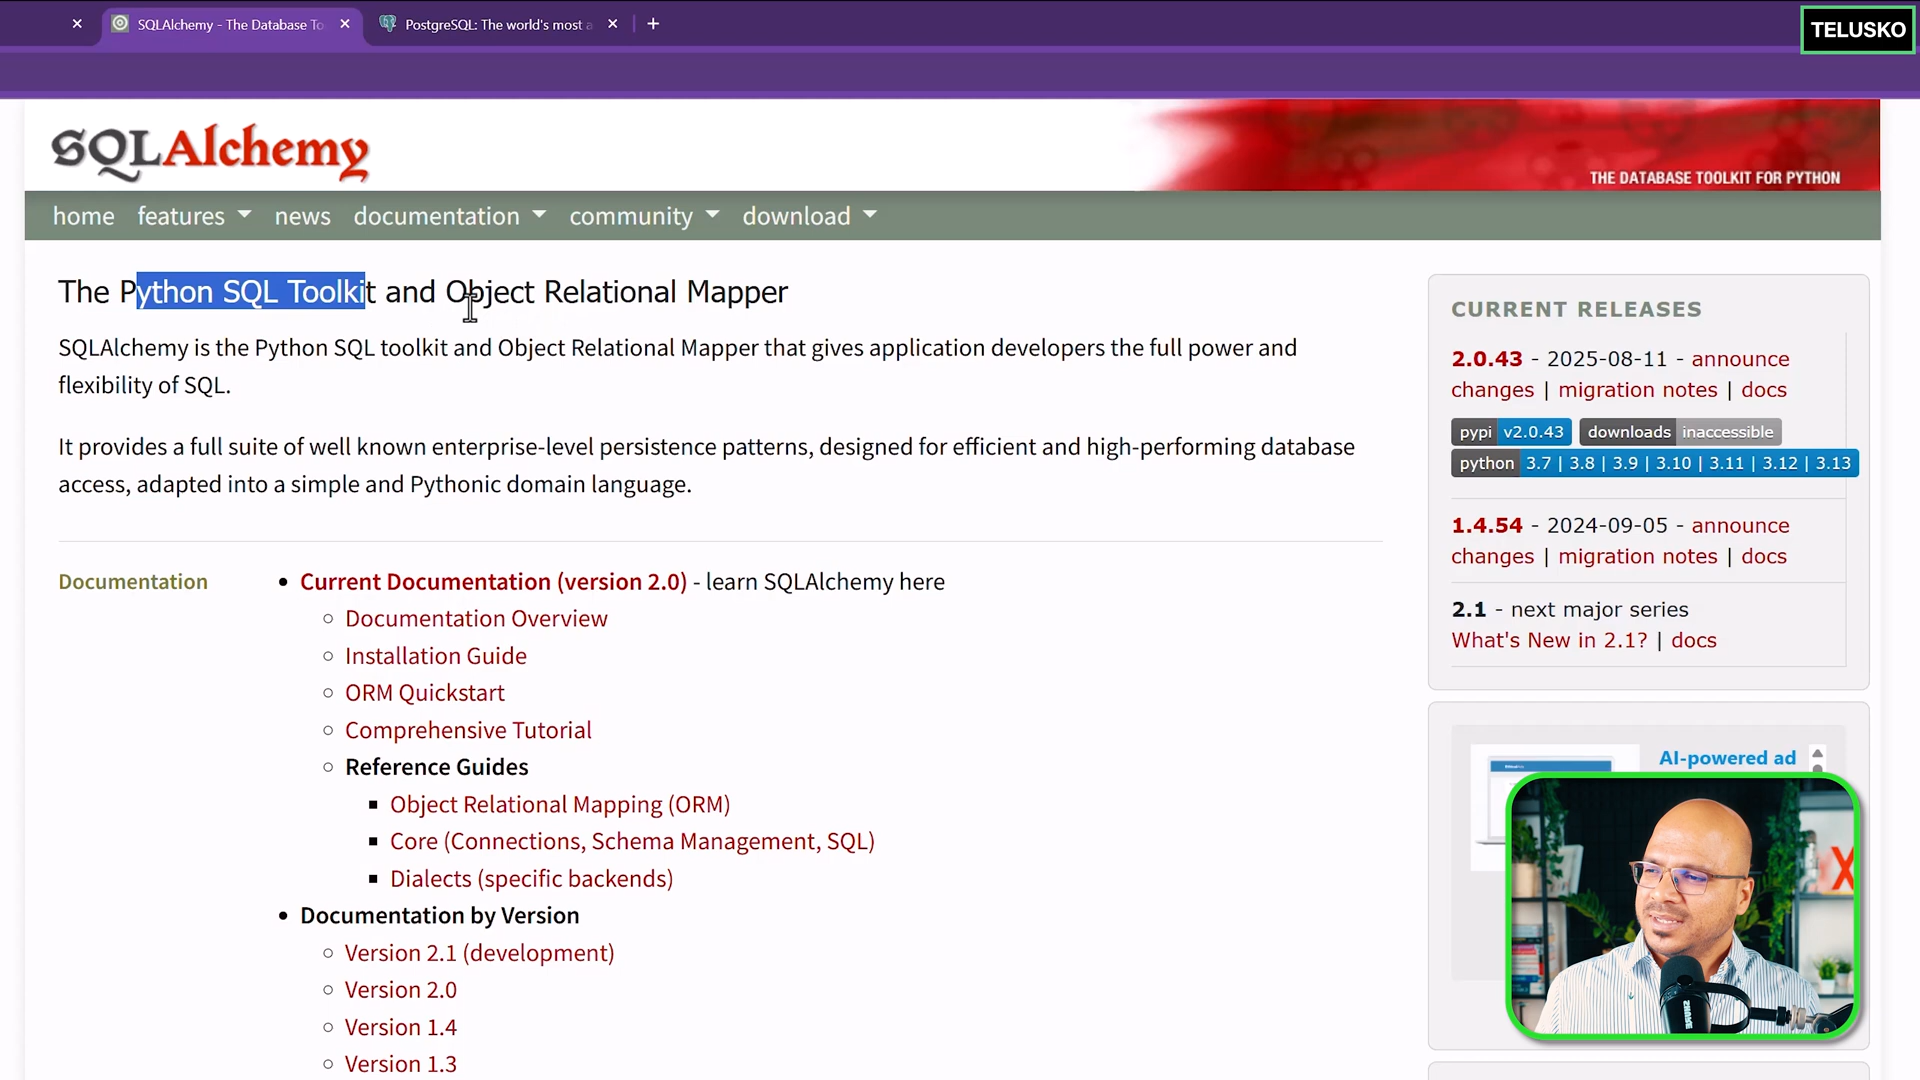 SQLAlchemy - The Database To
PostgreSQL: The world's most a
TELUSKO
SQLAlchemy
THE DATABASE TOOLKIT FOR PYTHON
home features news documentation community download
The Python SQL Toolkit and Object Relational Mapper
SQLAlchemy is the Python SQL toolkit and Object Relational Mapper that gives application developers the full power and
flexibility of SQL.
It provides a full suite of well known enterprise-level persistence patterns, designed for efficient and high-performing database
access, adapted into a simple and Pythonic domain language.
Documentation
Current Documentation (version 2.0) - learn SQLAlchemy here
Documentation Overview
Installation Guide
ORM Quickstart
Comprehensive Tutorial
Reference Guides
Object Relational Mapping (ORM)
Core (Connections, Schema Management, SQL)
Dialects (specific backends)
Documentation by Version
Version 2.1 (development)
Version 2.0
Version 1.4
Version 1.3
CURRENT RELEASES
2.0.43 - 2025-08-11 - announce
changes | migration notes | docs
pypi v2.0.43 downloads inaccessible
python 3.7 | 3.8 | 3.9 | 3.10 | 3.11 | 3.12 | 3.13
1.4.54 - 2024-09-05 - announce
changes | migration notes | docs
2.1 - next major series
What's New in 2.1? | docs
AI-powered ad